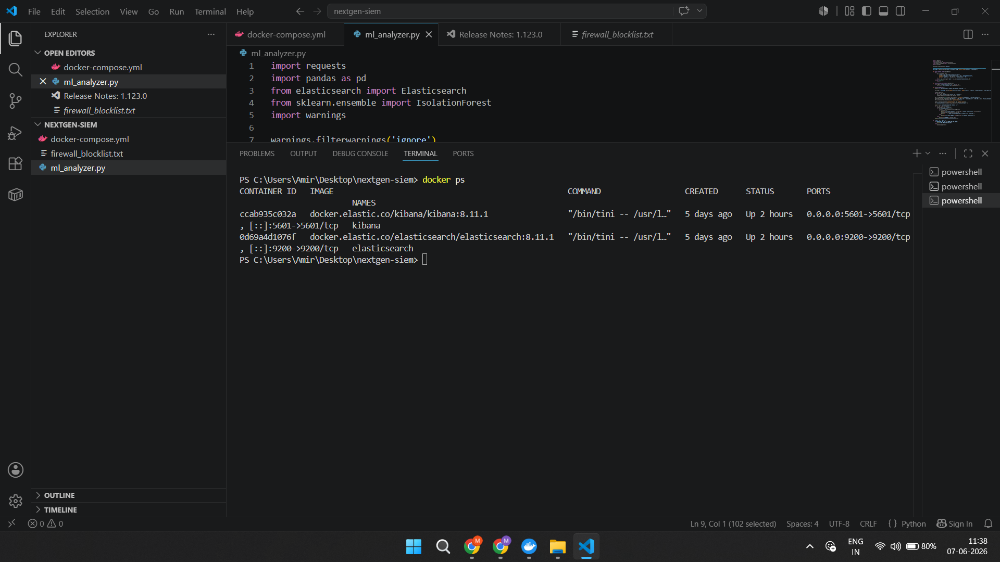 File Edit Selection View Go Run Terminal Help
nextgen-siem
EXPLORER
OPEN EDITORS
docker-compose.yml
ml_analyzer.py
Release Notes: 1.123.0
firewall_blocklist.txt
NEXTGEN-SIEM
docker-compose.yml
firewall_blocklist.txt
ml_analyzer.py
OUTLINE
TIMELINE
docker-compose.yml ml_analyzer.py Release Notes: 1.123.0 firewall_blocklist.txt
ml_analyzer.py
1 import requests
2 import pandas as pd
3 from elasticsearch import Elasticsearch
4 from sklearn.ensemble import IsolationForest
5 import warnings
6
7 warnings.filterwarnings('ignore')
PROBLEMS OUTPUT DEBUG CONSOLE TERMINAL PORTS
PS C:\Users\Amir\Desktop\nextgen-siem> docker ps
CONTAINER ID IMAGE COMMAND CREATED STATUS PORTS
NAMES
ccab935c032a docker.elastic.co/kibana/kibana:8.11.1 "/bin/tini -- /usr/l…" 5 days ago Up 2 hours 0.0.0.0:5601->5601/tcp
, [::]:5601->5601/tcp kibana
0d69a4d1076f docker.elastic.co/elasticsearch/elasticsearch:8.11.1 "/bin/tini -- /usr/l…" 5 days ago Up 2 hours 0.0.0.0:9200->9200/tcp
, [::]:9200->9200/tcp elasticsearch
PS C:\Users\Amir\Desktop\nextgen-siem>
powershell
powershell
powershell
0 0
Ln 9, Col 1 (102 selected) Spaces: 4 UTF-8 CRLF { } Python Sign In
M M
ENG
IN
80%
11:38
07-06-2026